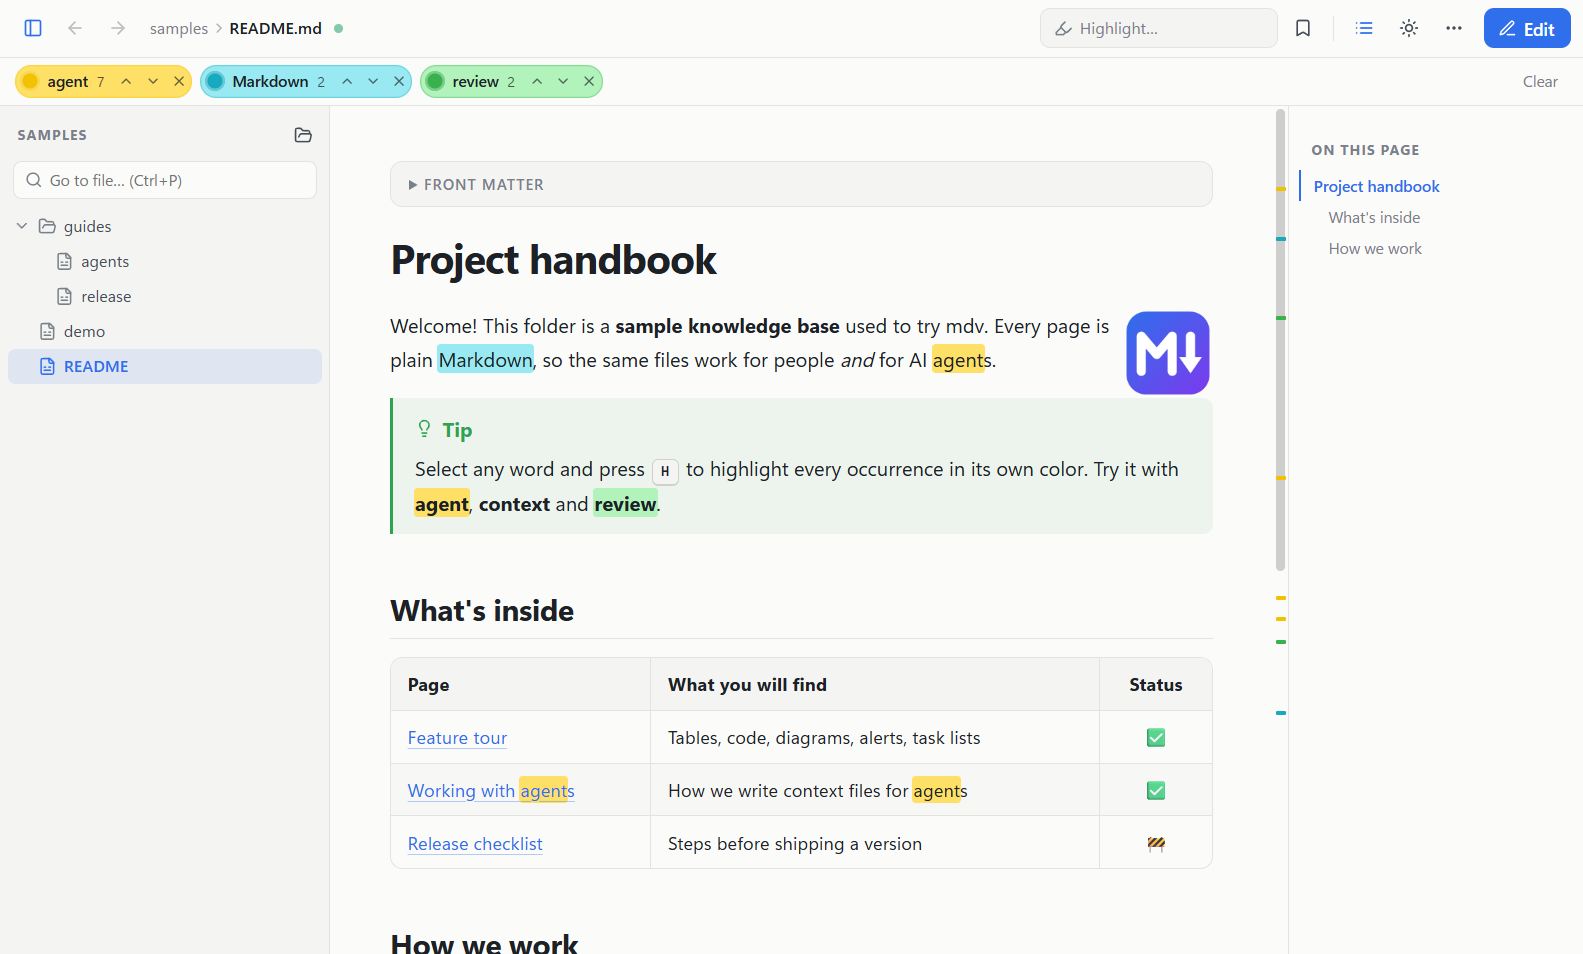 samples > README.md
Highlight...
Edit
agent 7
Markdown 2
review 2
Clear
SAMPLES
Go to file... (Ctrl+P)
guides
agents
release
demo
README
FRONT MATTER
Project handbook
Welcome! This folder is a sample knowledge base used to try mdv. Every page is
plain Markdown, so the same files work for people and for AI agents.
M
Tip
Select any word and press H to highlight every occurrence in its own color. Try it with
agent, context and review.
What's inside
Page What you will find Status
Feature tour Tables, code, diagrams, alerts, task lists ✅
Working with agents How we write context files for agents ✅
Release checklist Steps before shipping a version 🚧
How we work
ON THIS PAGE
Project handbook
What's inside
How we work